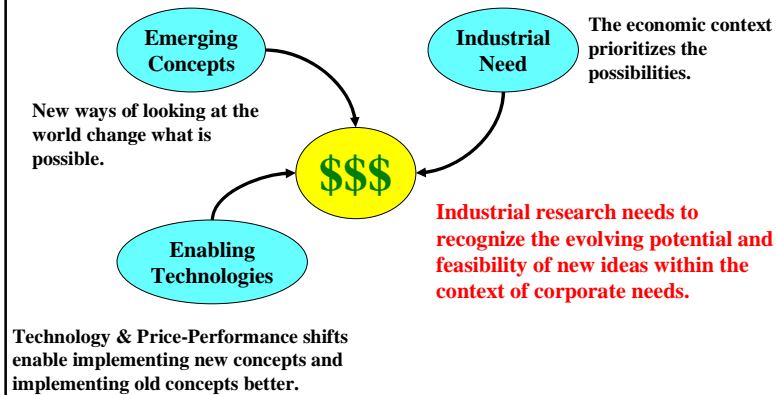 Emerging
Concepts
Industrial
Need
The economic context
prioritizes the
possibilities.
New ways of looking at the
world change what is
possible.
$$$
Industrial research needs to
recognize the evolving potential and
feasibility of new ideas within the
context of corporate needs.
Enabling
Technologies
Technology & Price-Performance shifts
enable implementing new concepts and
implementing old concepts better.